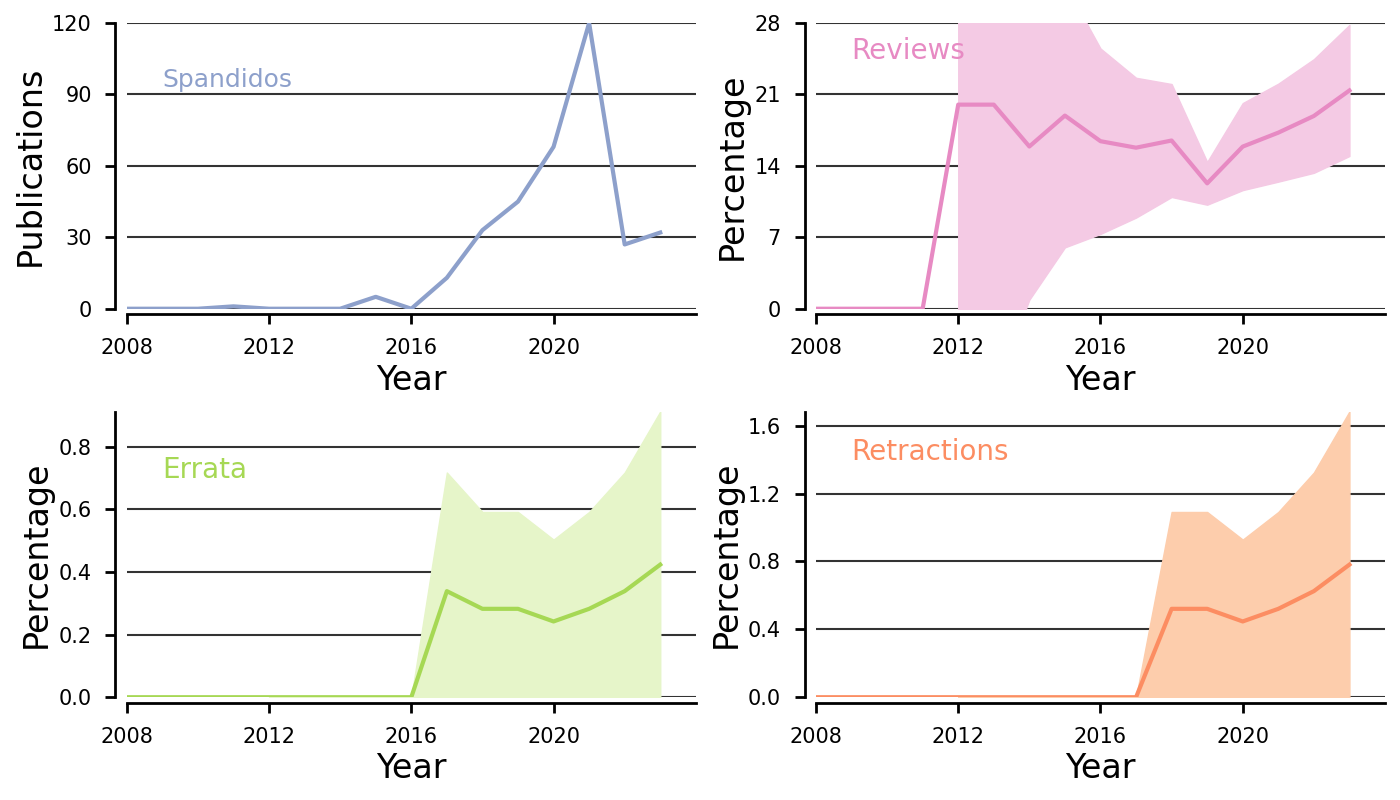 Publications
120
90
60
30
0
Spandidos
2008 2012 2016 2020
Year
Percentage
28
21
14
7
0
Reviews
2008 2012 2016 2020
Year
Percentage
0.8
0.6
0.4
0.2
0.0
Errata
2008 2012 2016 2020
Year
Percentage
1.6
1.2
0.8
0.4
0.0
Retractions
2008 2012 2016 2020
Year